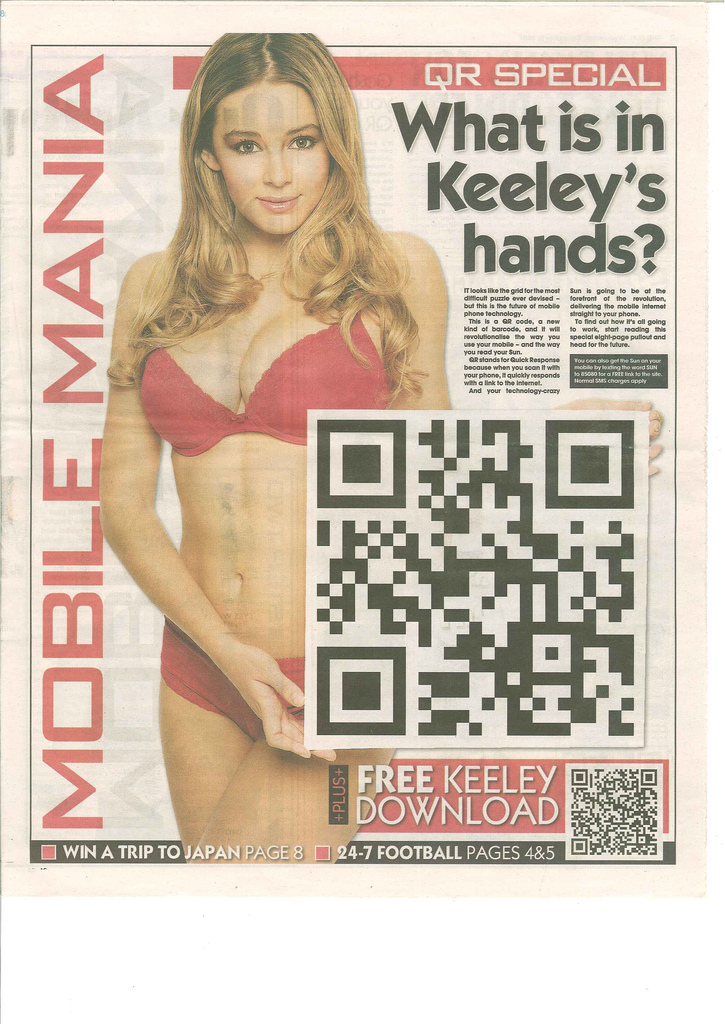 MOBILE MANIA
QR SPECIAL
What is in
Keeley's
hands?
IT looks like the grid for the most
difficult puzzle ever devised –
but this is the future of mobile
phone technology.
This is a QR code, a new
kind of barcode, and it will
revolutionise the way you
use your mobile – and the way
you read your Sun.
QR stands for Quick Response
because when you scan it with
your phone, it quickly responds
with a link to the internet.
And your technology-crazy
Sun is going to be at the
forefront of the revolution,
delivering the mobile internet
straight to your phone.
To find out how it's all going
to work, start reading this
special eight-page pullout and
head for the future.
You can also get the Sun on your
mobile by texting the word SUN
to 85080 for a FREE link to the site.
Normal SMS charges apply
+PLUS+
FREE KEELEY
DOWNLOAD
WIN A TRIP TO JAPAN PAGE 8 24-7 FOOTBALL PAGES 4&5